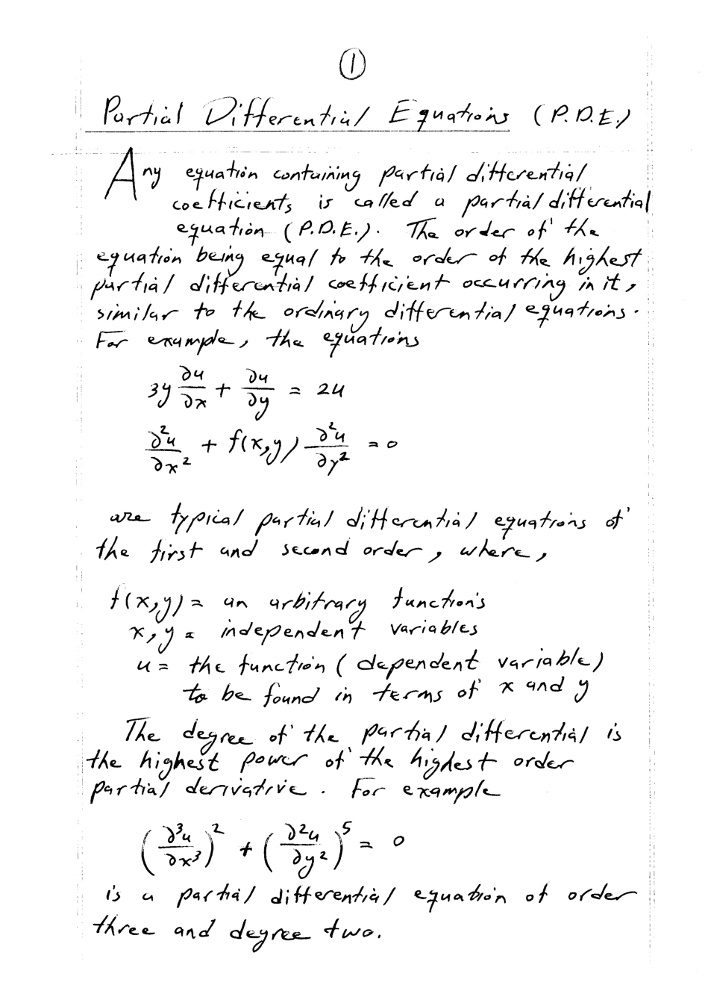 ①
Partial Differential Equations (P.D.E.)
Any equation containing partial differential
coefficients is called a partial differential
equation (P.D.E.). The order of the
equation being equal to the order of the highest
partial differential coefficient occurring in it,
similar to the ordinary differential equations.
For example, the equations
3y ∂u/∂x + ∂u/∂y = 2u
∂²u/∂x² + f(x,y) ∂²u/∂y² = 0
are typical partial differential equations of
the first and second order, where,
f(x,y) = an arbitrary functions
x, y = independent variables
u = the function (dependent variable)
to be found in terms of x and y
The degree of the partial differential is
the highest power of the highest order
partial derivative. For example
(∂³u/∂x³)² + (∂²u/∂y²)⁵ = 0
is a partial differential equation of order
three and degree two.